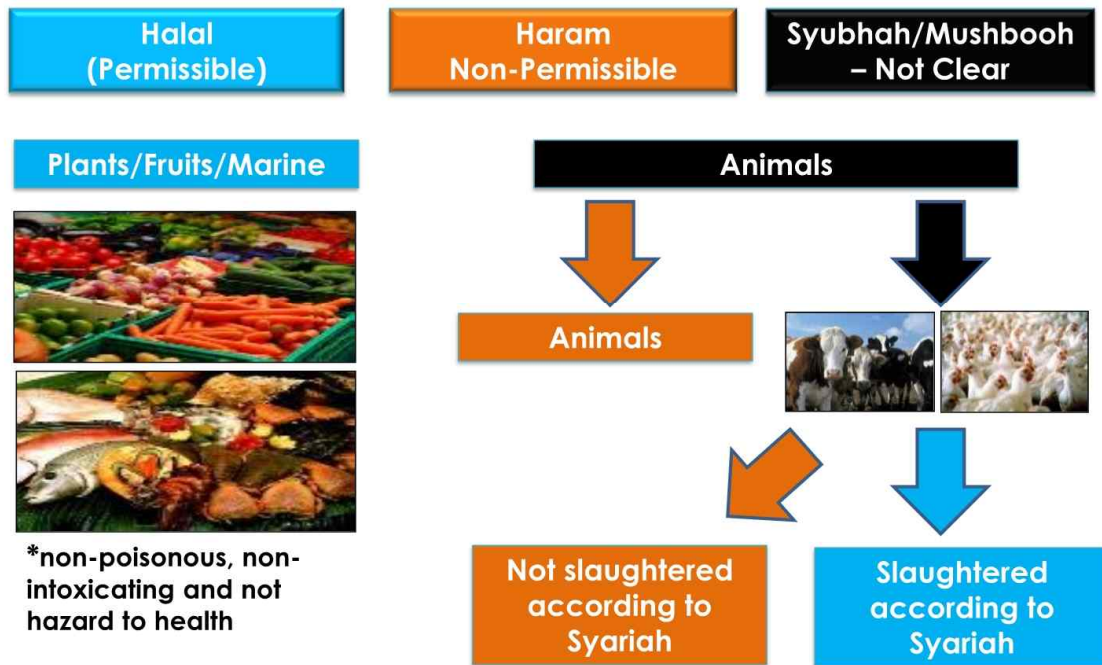 Halal
(Permissible)
Haram
Non-Permissible
Syubhah/Mushbooh
– Not Clear
Plants/Fruits/Marine
Animals
Animals
*non-poisonous, non-
intoxicating and not
hazard to health
Not slaughtered
according to
Syariah
Slaughtered
according to
Syariah